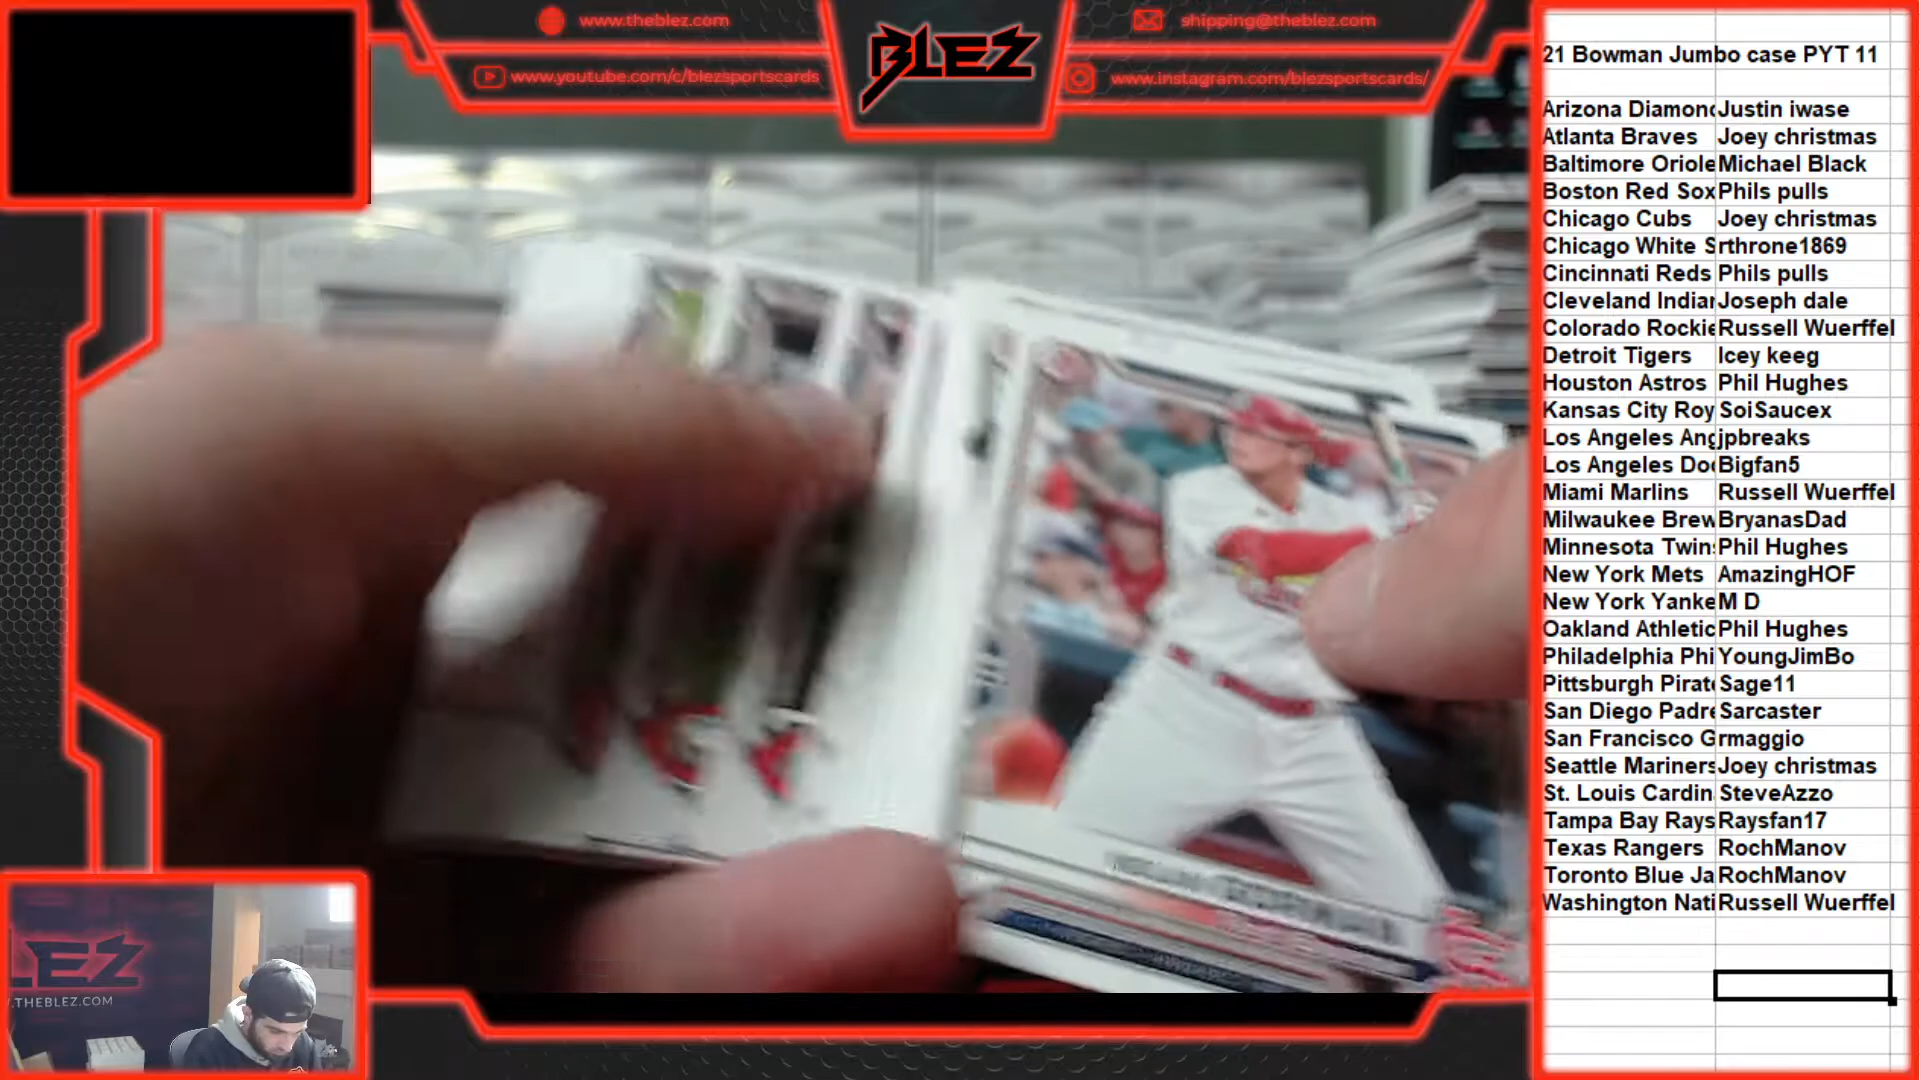 www.theblez.com
www.youtube.com/c/blezsportscards
BLEZ
shipping@theblez.com
www.instagram.com/blezsportscards/
21 Bowman Jumbo case PYT 11
Arizona Diamond Justin iwase
Atlanta Braves Joey christmas
Baltimore Oriole Michael Black
Boston Red Sox Phils pulls
Chicago Cubs Joey christmas
Chicago White S rthrone1869
Cincinnati Reds Phils pulls
Cleveland Indian Joseph dale
Colorado Rockie Russell Wuerffel
Detroit Tigers Icey keeg
Houston Astros Phil Hughes
Kansas City Roy SoiSaucex
Los Angeles Ang jpbreaks
Los Angeles Dod Bigfan5
Miami Marlins Russell Wuerffel
Milwaukee Brew BryanasDad
Minnesota Twins Phil Hughes
New York Mets AmazingHOF
New York Yanke M D
Oakland Athletic Phil Hughes
Philadelphia Phi YoungJimBo
Pittsburgh Pirate Sage11
San Diego Padre Sarcaster
San Francisco G rmaggio
Seattle Mariners Joey christmas
St. Louis Cardin SteveAzzo
Tampa Bay Rays Raysfan17
Texas Rangers RochManov
Toronto Blue Ja RochManov
Washington Nati Russell Wuerffel
LEZ
.THEBLEZ.COM